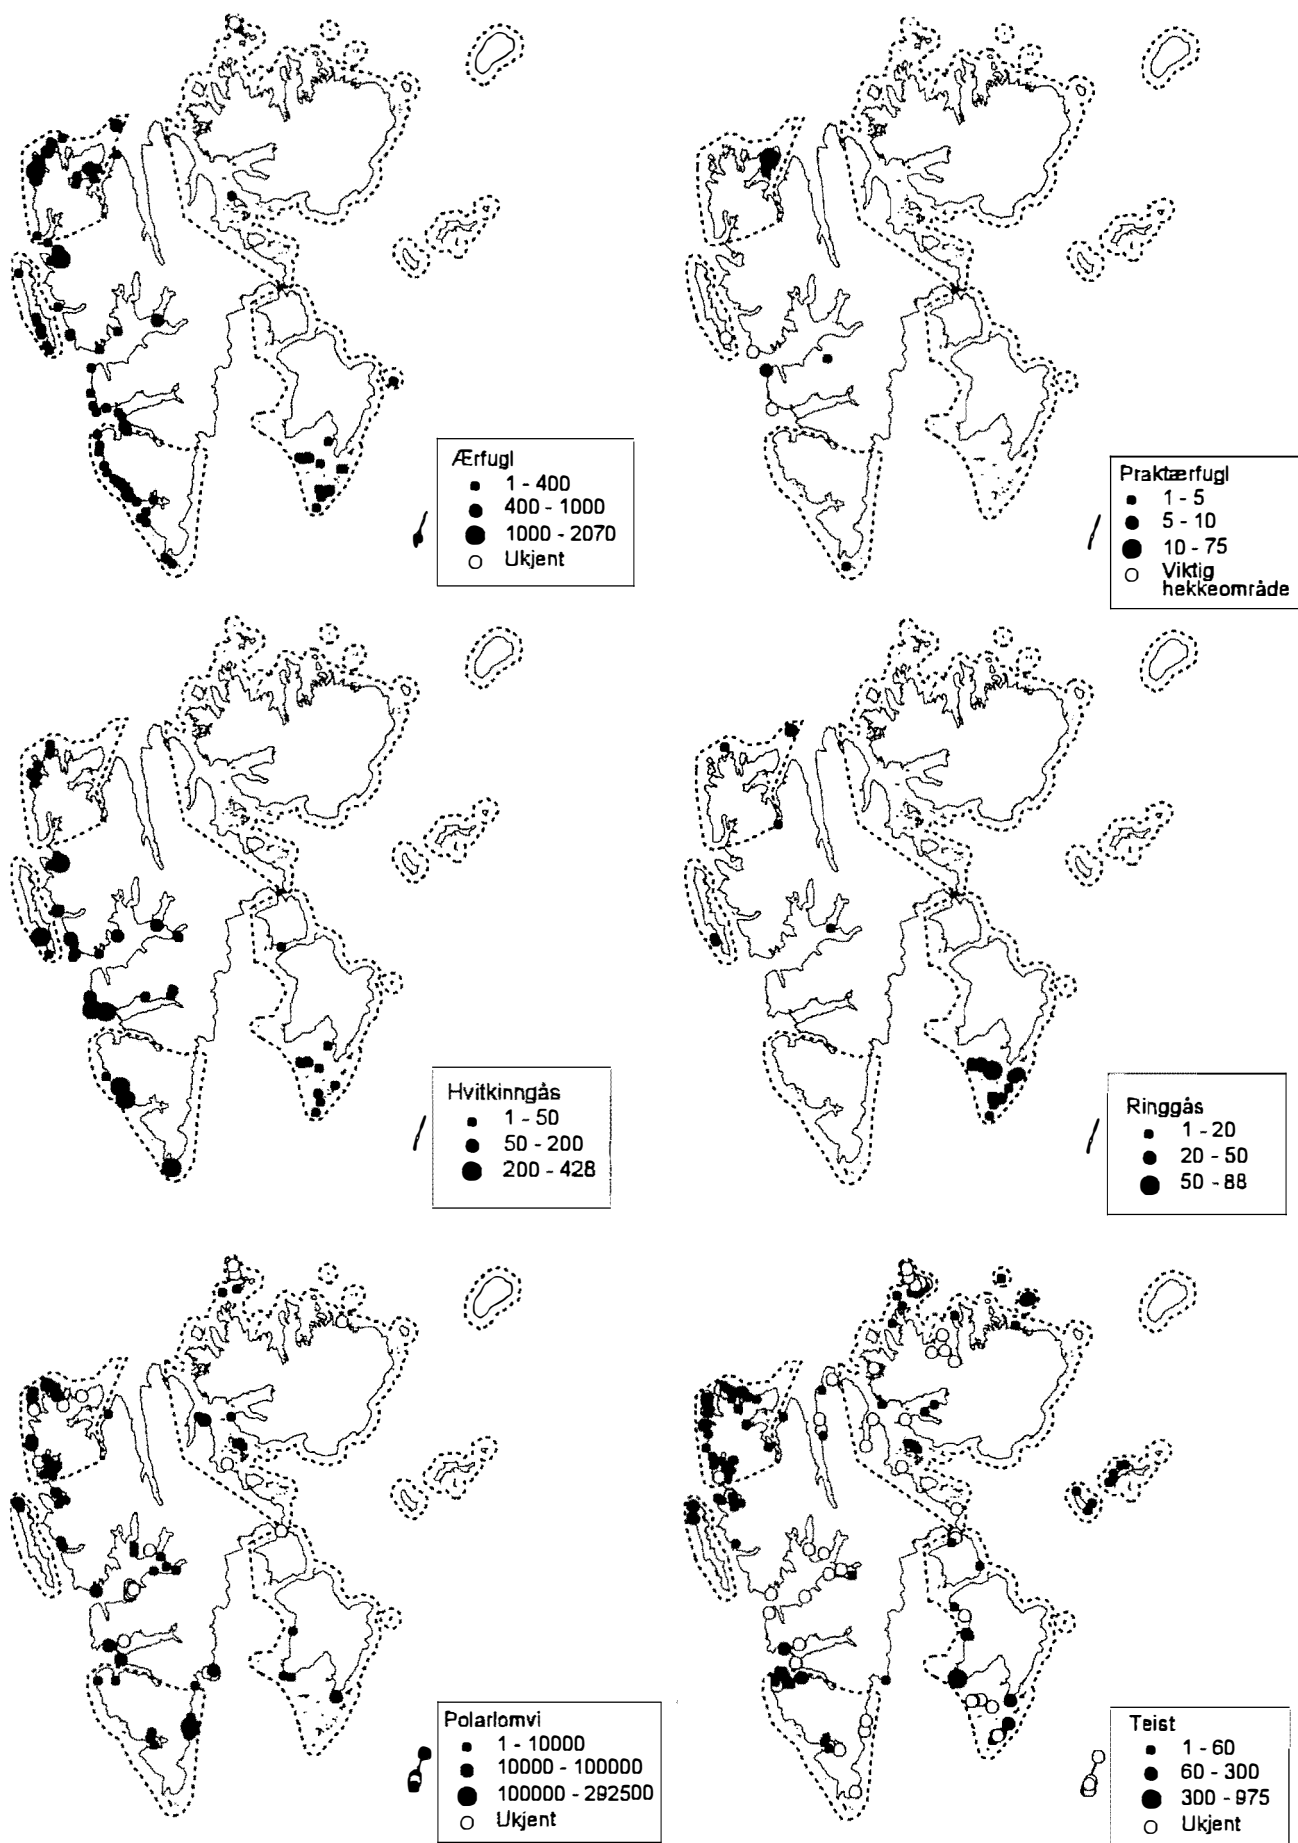 Ærfugl
1 - 400
400 - 1000
1000 - 2070
Ukjent
Praktærfugl
1 - 5
5 - 10
10 - 75
Viktig
hekkeområde
Hvitkinngås
1 - 50
50 - 200
200 - 428
Ringgås
1 - 20
20 - 50
50 - 88
Polarlomvi
1 - 10000
10000 - 100000
100000 - 292500
Ukjent
Teist
1 - 60
60 - 300
300 - 975
Ukjent